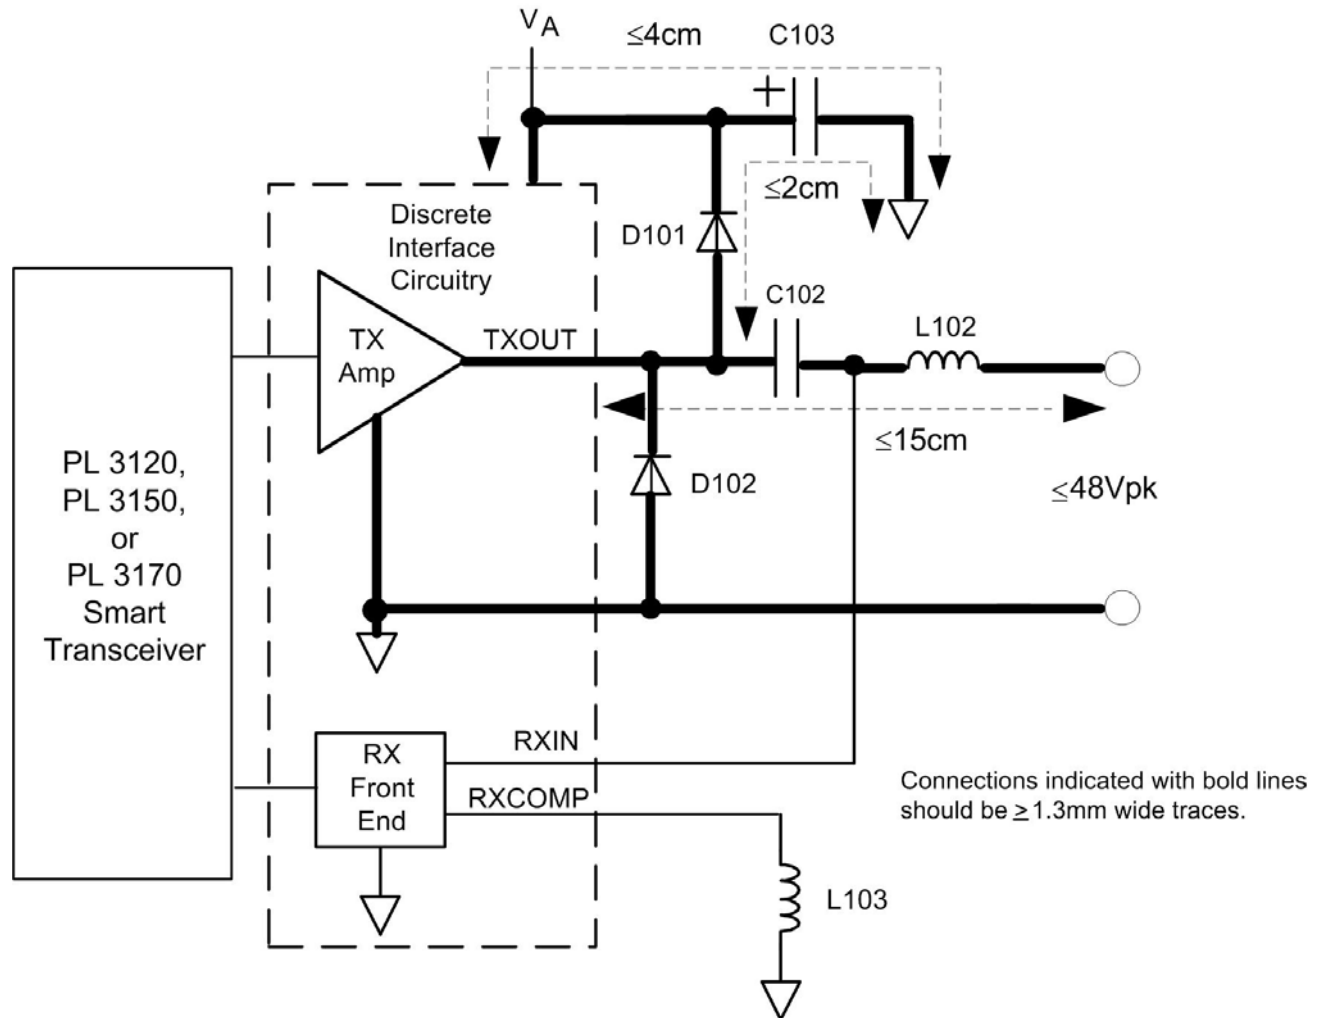 VA
≤4cm
C103
+
≤2cm
Discrete
Interface
Circuitry
D101
C102
L102
TX
Amp
TXOUT
≤15cm
≤48Vpk
D102
PL 3120,
PL 3150,
or
PL 3170
Smart
Transceiver
RX
Front
End
RXIN
RXCOMP
Connections indicated with bold lines
should be ≥1.3mm wide traces.
L103